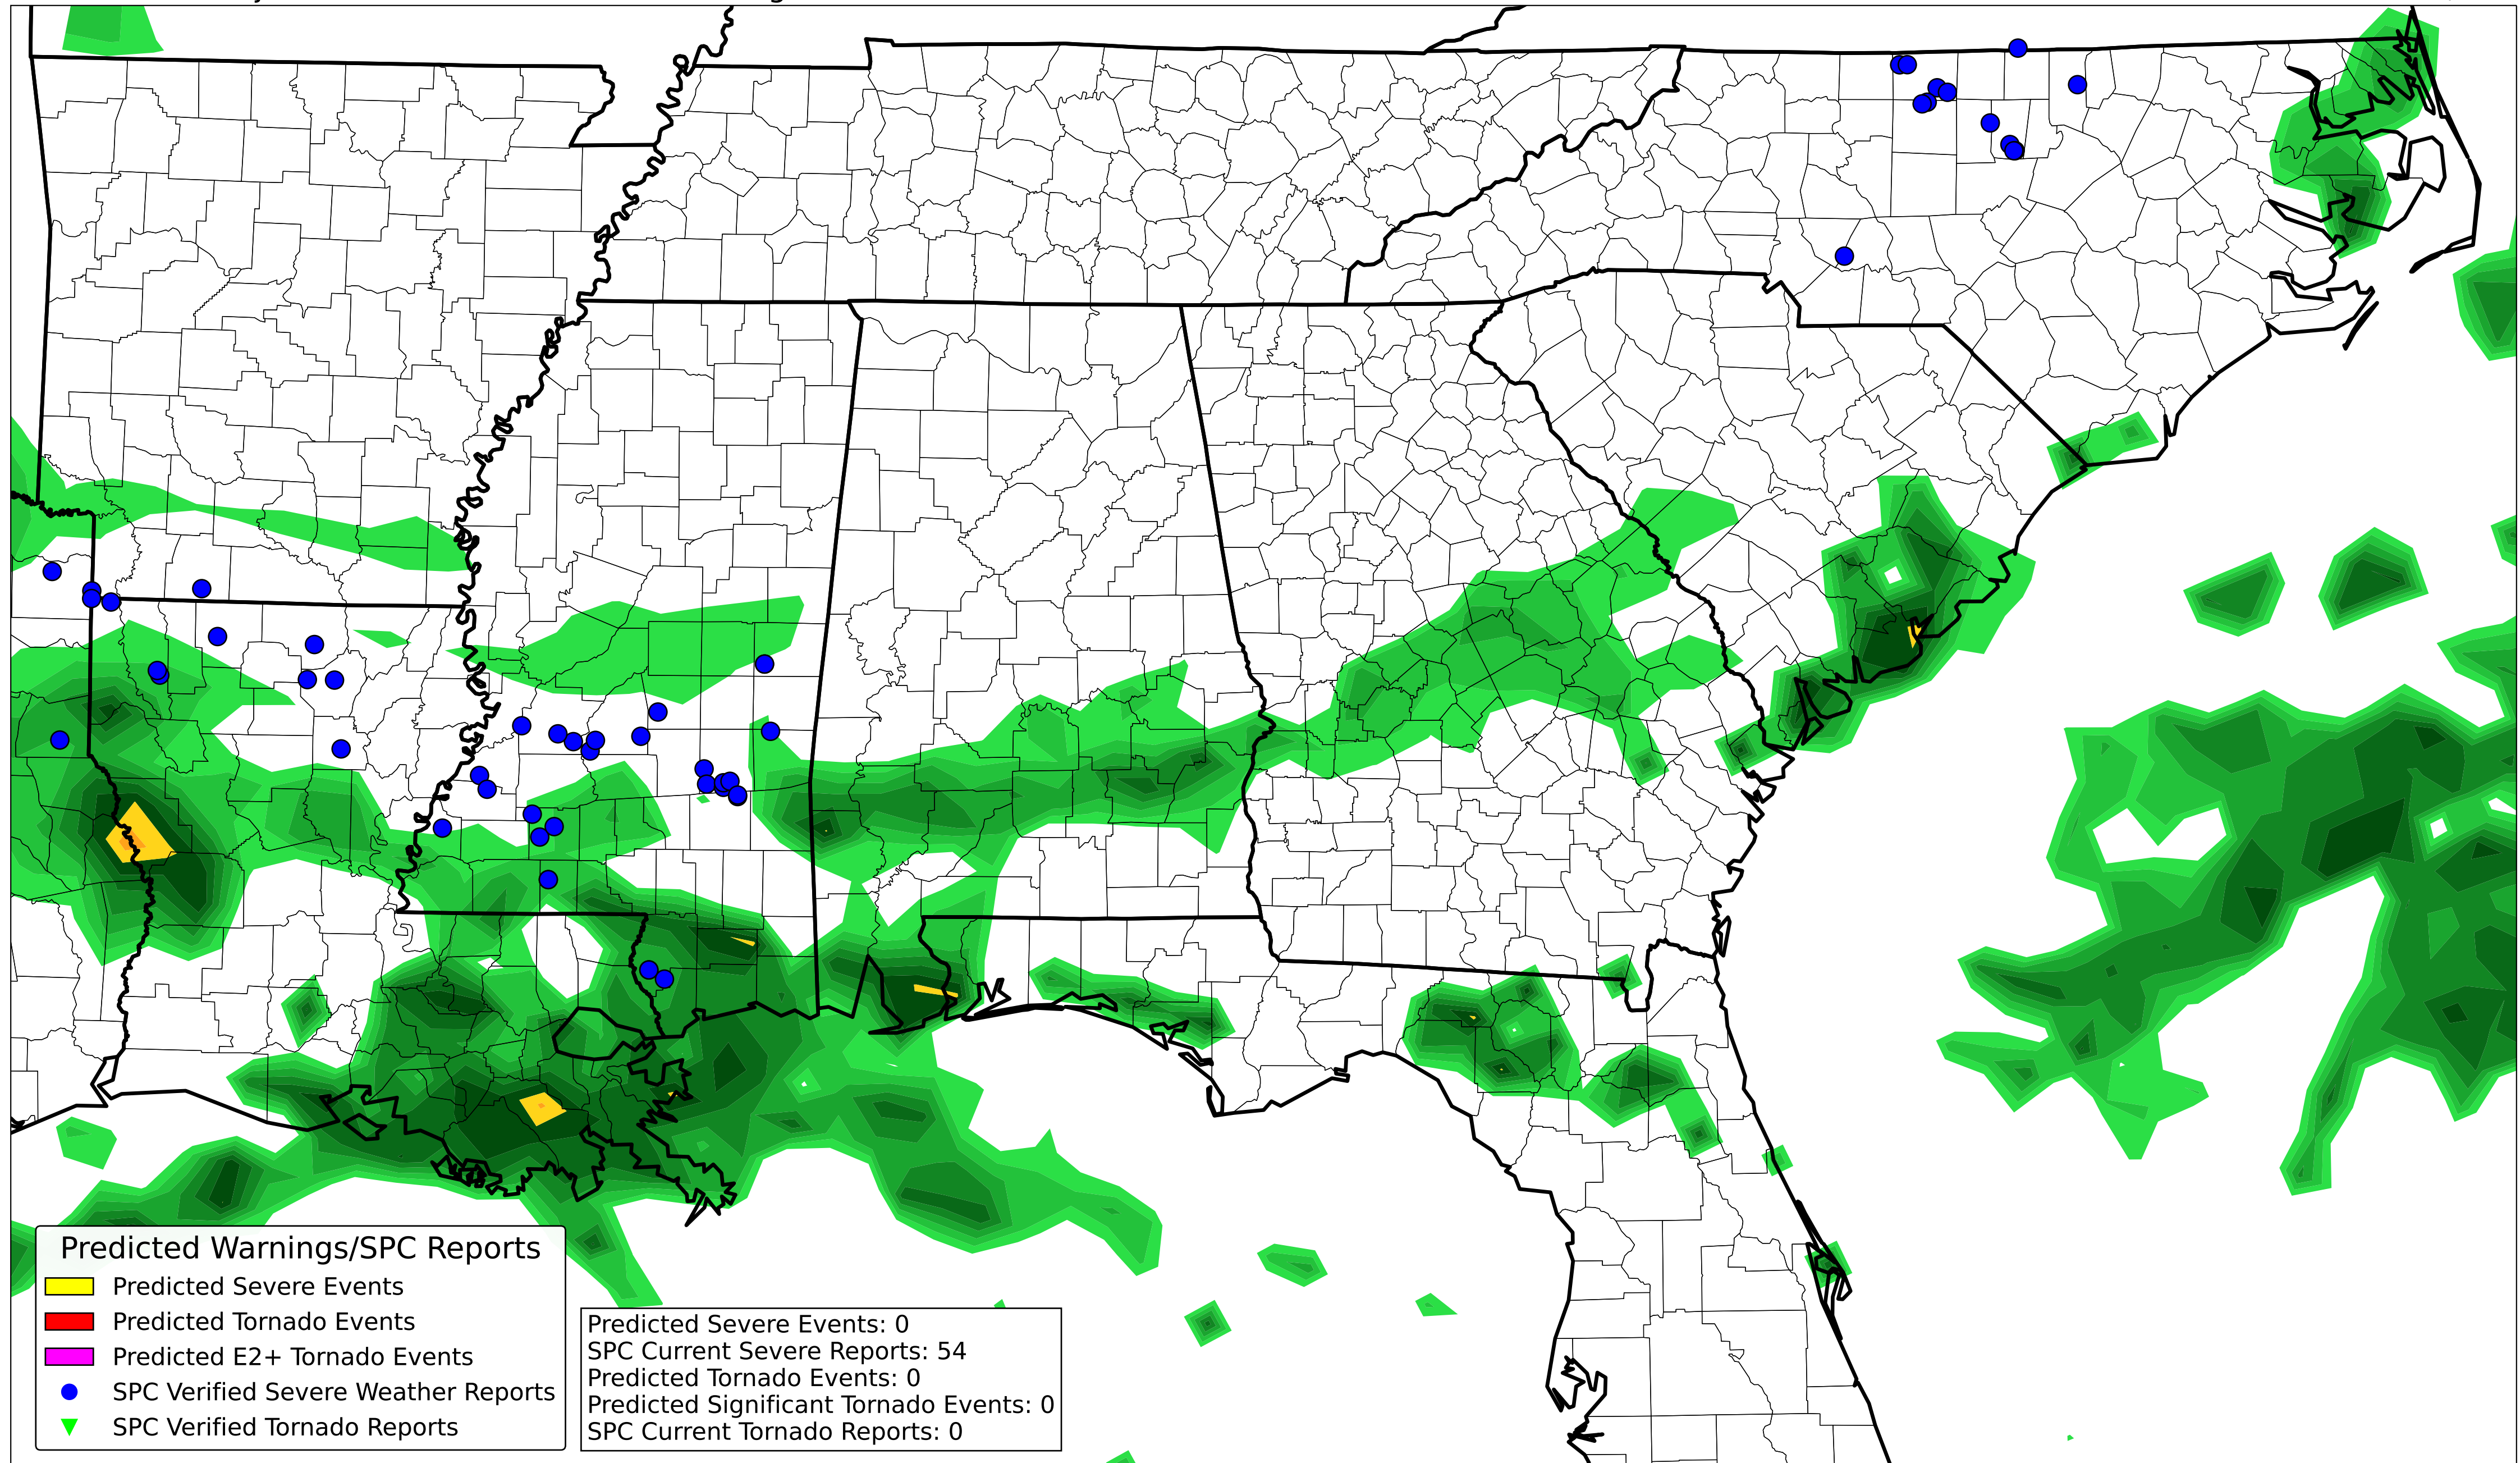 Predicted Warnings/SPC Reports
Predicted Severe Events
Predicted Tornado Events
Predicted E2+ Tornado Events
SPC Verified Severe Weather Reports
SPC Verified Tornado Reports
Predicted Severe Events: 0
SPC Current Severe Reports: 54
Predicted Tornado Events: 0
Predicted Significant Tornado Events: 0
SPC Current Tornado Reports: 0